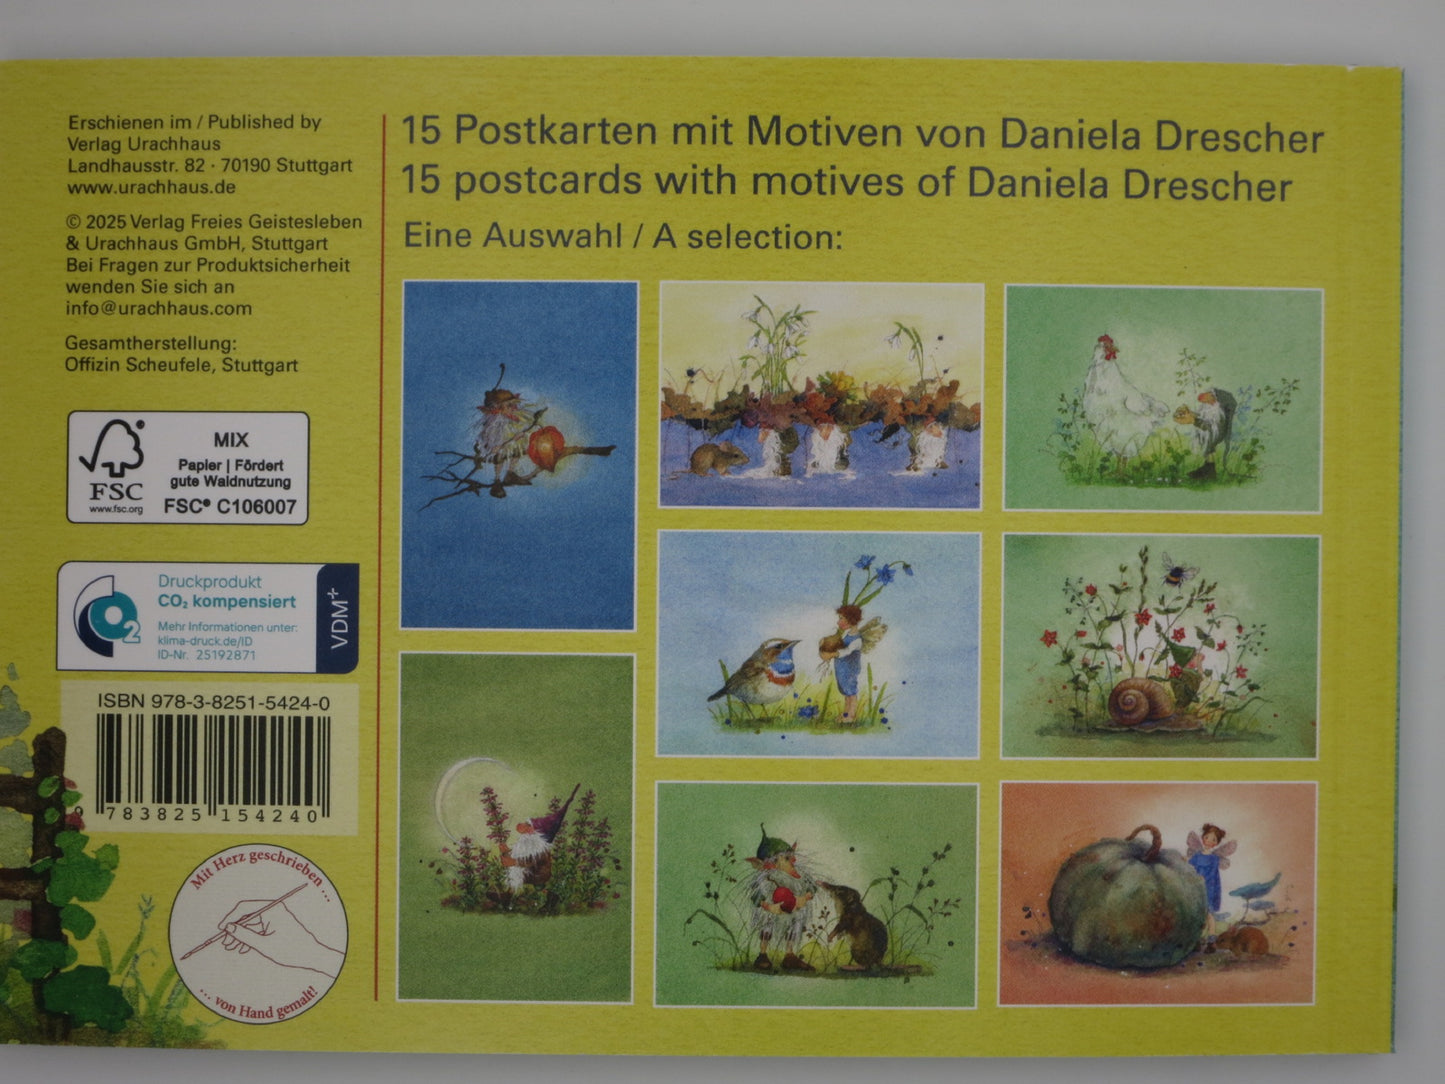 Erschienen im / Published by
Verlag Urachhaus
Landhausstr. 82 · 70190 Stuttgart
www.urachhaus.de
© 2025 Verlag Freies Geistesleben
& Urachhaus GmbH, Stuttgart
Bei Fragen zur Produktsicherheit
wenden Sie sich an
info@urachhaus.com
Gesamtherstellung:
Offizin Scheufele, Stuttgart
FSC
www.fsc.org
MIX
Papier | Fördert
gute Waldnutzung
FSC® C106007
CO2
Druckprodukt
CO₂ kompensiert
Mehr Informationen unter:
klima-druck.de/ID
ID-Nr. 25192871
VDM+
ISBN 978-3-8251-5424-0
9 783825 154240
Mit Herz geschrieben ...
... von Hand gemalt!
15 Postkarten mit Motiven von Daniela Drescher
15 postcards with motives of Daniela Drescher
Eine Auswahl / A selection: